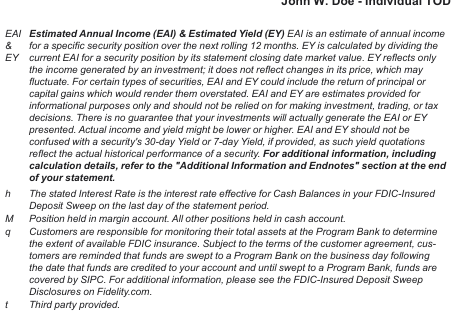 John W. Doe - Individual TOD
EAI Estimated Annual Income (EAI) & Estimated Yield (EY) EAI is an estimate of annual income
& for a specific security position over the next rolling 12 months. EY is calculated by dividing the
EY current EAI for a security position by its statement closing date market value. EY reflects only
the income generated by an investment; it does not reflect changes in its price, which may
fluctuate. For certain types of securities, EAI and EY could include the return of principal or
capital gains which would render them overstated. EAI and EY are estimates provided for
informational purposes only and should not be relied on for making investment, trading, or tax
decisions. There is no guarantee that your investments will actually generate the EAI or EY
presented. Actual income and yield might be lower or higher. EAI and EY should not be
confused with a security's 30-day Yield or 7-day Yield, if provided, as such yield quotations
reflect the actual historical performance of a security. For additional information, including
calculation details, refer to the "Additional Information and Endnotes" section at the end
of your statement.
h The stated Interest Rate is the interest rate effective for Cash Balances in your FDIC-Insured
Deposit Sweep on the last day of the statement period.
M Position held in margin account. All other positions held in cash account.
q Customers are responsible for monitoring their total assets at the Program Bank to determine
the extent of available FDIC insurance. Subject to the terms of the customer agreement, cus-
tomers are reminded that funds are swept to a Program Bank on the business day following
the date that funds are credited to your account and until swept to a Program Bank, funds are
covered by SIPC. For additional information, please see the FDIC-Insured Deposit Sweep
Disclosures on Fidelity.com.
t Third party provided.